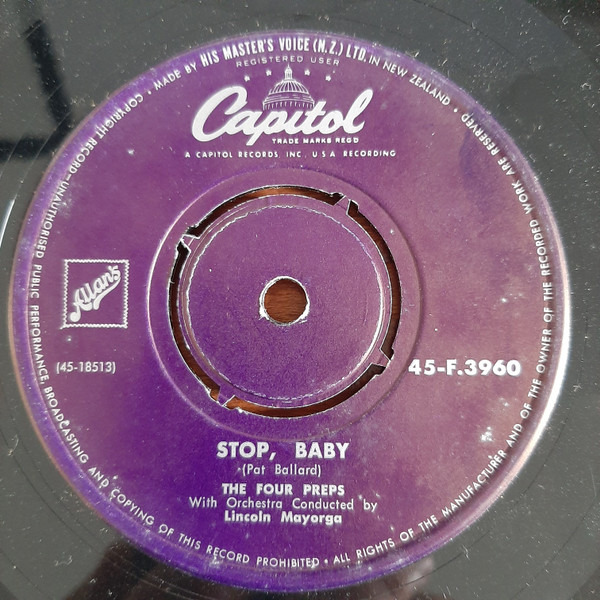 • MADE BY HIS MASTER'S VOICE (N.Z.) LTD. IN NEW ZEALAND • ALL RIGHTS OF THE MANUFACTURER AND OF THE OWNER OF THE RECORDED WORK ARE RESERVED •
COPYRIGHT RECORD—UNAUTHORISED PUBLIC PERFORMANCE, BROADCASTING AND COPYING OF THIS RECORD PROHIBITED •
REGISTERED USER
Capitol
TRADE MARKS REGD
A CAPITOL RECORDS, INC. U.S.A RECORDING
Allan's
(45-18513)
45-F.3960
STOP, BABY
(Pat Ballard)
THE FOUR PREPS
With Orchestra Conducted by
Lincoln Mayorga